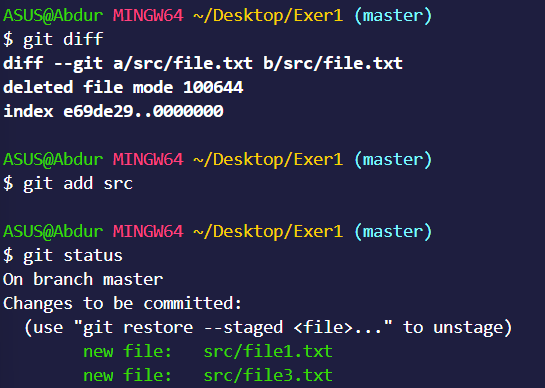 ASUS@Abdur MINGW64 ~/Desktop/Exer1 (master)
$ git diff
diff --git a/src/file.txt b/src/file.txt
deleted file mode 100644
index e69de29..0000000
ASUS@Abdur MINGW64 ~/Desktop/Exer1 (master)
$ git add src
ASUS@Abdur MINGW64 ~/Desktop/Exer1 (master)
$ git status
On branch master
Changes to be committed:
  (use "git restore --staged <file>..." to unstage)
        new file:   src/file1.txt
        new file:   src/file3.txt